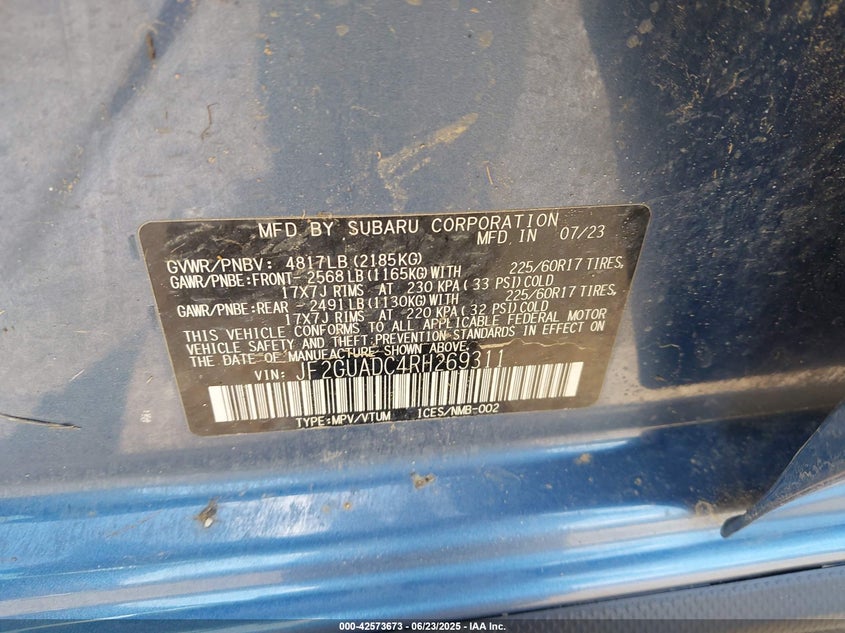 MFD BY SUBARU CORPORATION
MFD IN 07/23
GVWR/PNBV: 4817LB(2185KG)
GAWR/PNBE:FRONT-2568LB(1165KG)WITH 225/60R17 TIRES,
17X7J RIMS AT 230 KPA(33 PSI)COLD
GAWR/PNBE:REAR -2491LB(1130KG)WITH 225/60R17 TIRES,
17X7J RIMS AT 220 KPA(32 PSI)COLD
THIS VEHICLE CONFORMS TO ALL APPLICABLE FEDERAL MOTOR
VEHICLE SAFETY AND THEFT PREVENTION STANDARDS IN EFFECT ON
THE DATE OF MANUFACTURE SHOWN ABOVE.
VIN: JF2GUADC4RH269311
TYPE:MPV/VTUM ICES/NMB-002
000-42573673 - 06/23/2025 - IAA Inc.